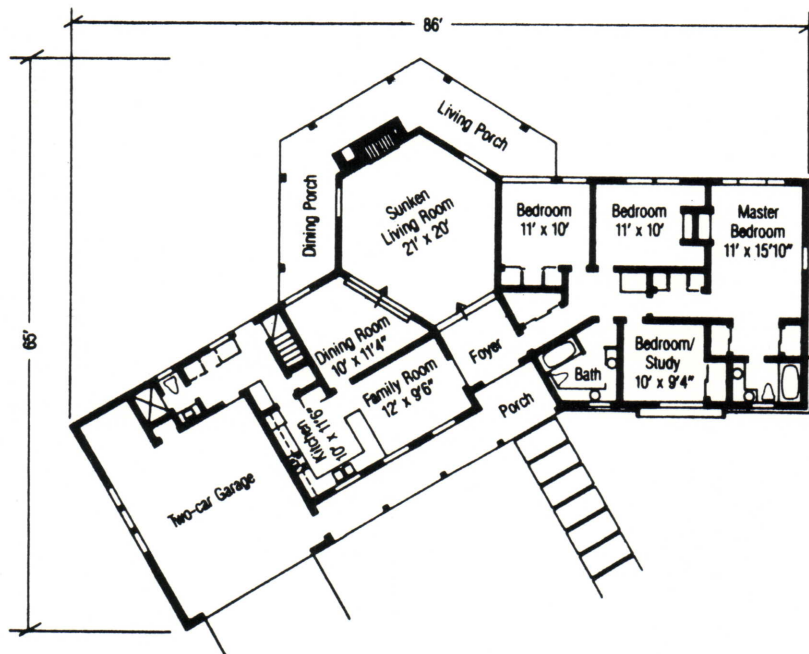 86'
65'
Living Porch
Dining Porch
Sunken
Living Room
21' x 20'
Bedroom
11' x 10'
Bedroom
11' x 10'
Master
Bedroom
11' x 15'10"
Dining Room
10' x 11'4"
Foyer
Bedroom/
Study
10' x 9'4"
Bath
Family Room
12' x 9'6"
Kitchen
10' x 11'6"
Porch
Two-car Garage